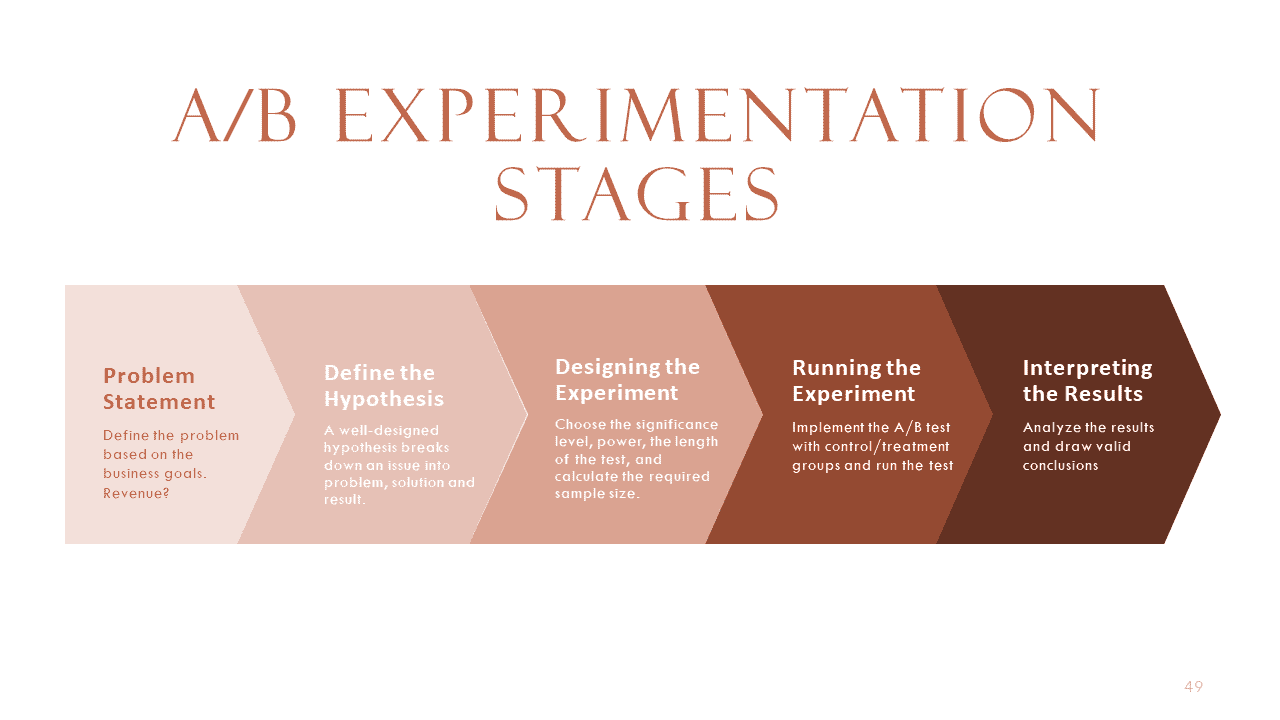 A/B EXPERIMENTATION
STAGES
Problem
Statement
Define the problem
based on the
business goals.
Revenue?
Define the
Hypothesis
A well-designed
hypothesis breaks
down an issue into
problem, solution and
result.
Designing the
Experiment
Choose the significance
level, power, the length
of the test, and
calculate the required
sample size.
Running the
Experiment
Implement the A/B test
with control/treatment
groups and run the test
Interpreting
the Results
Analyze the results
and draw valid
conclusions
49